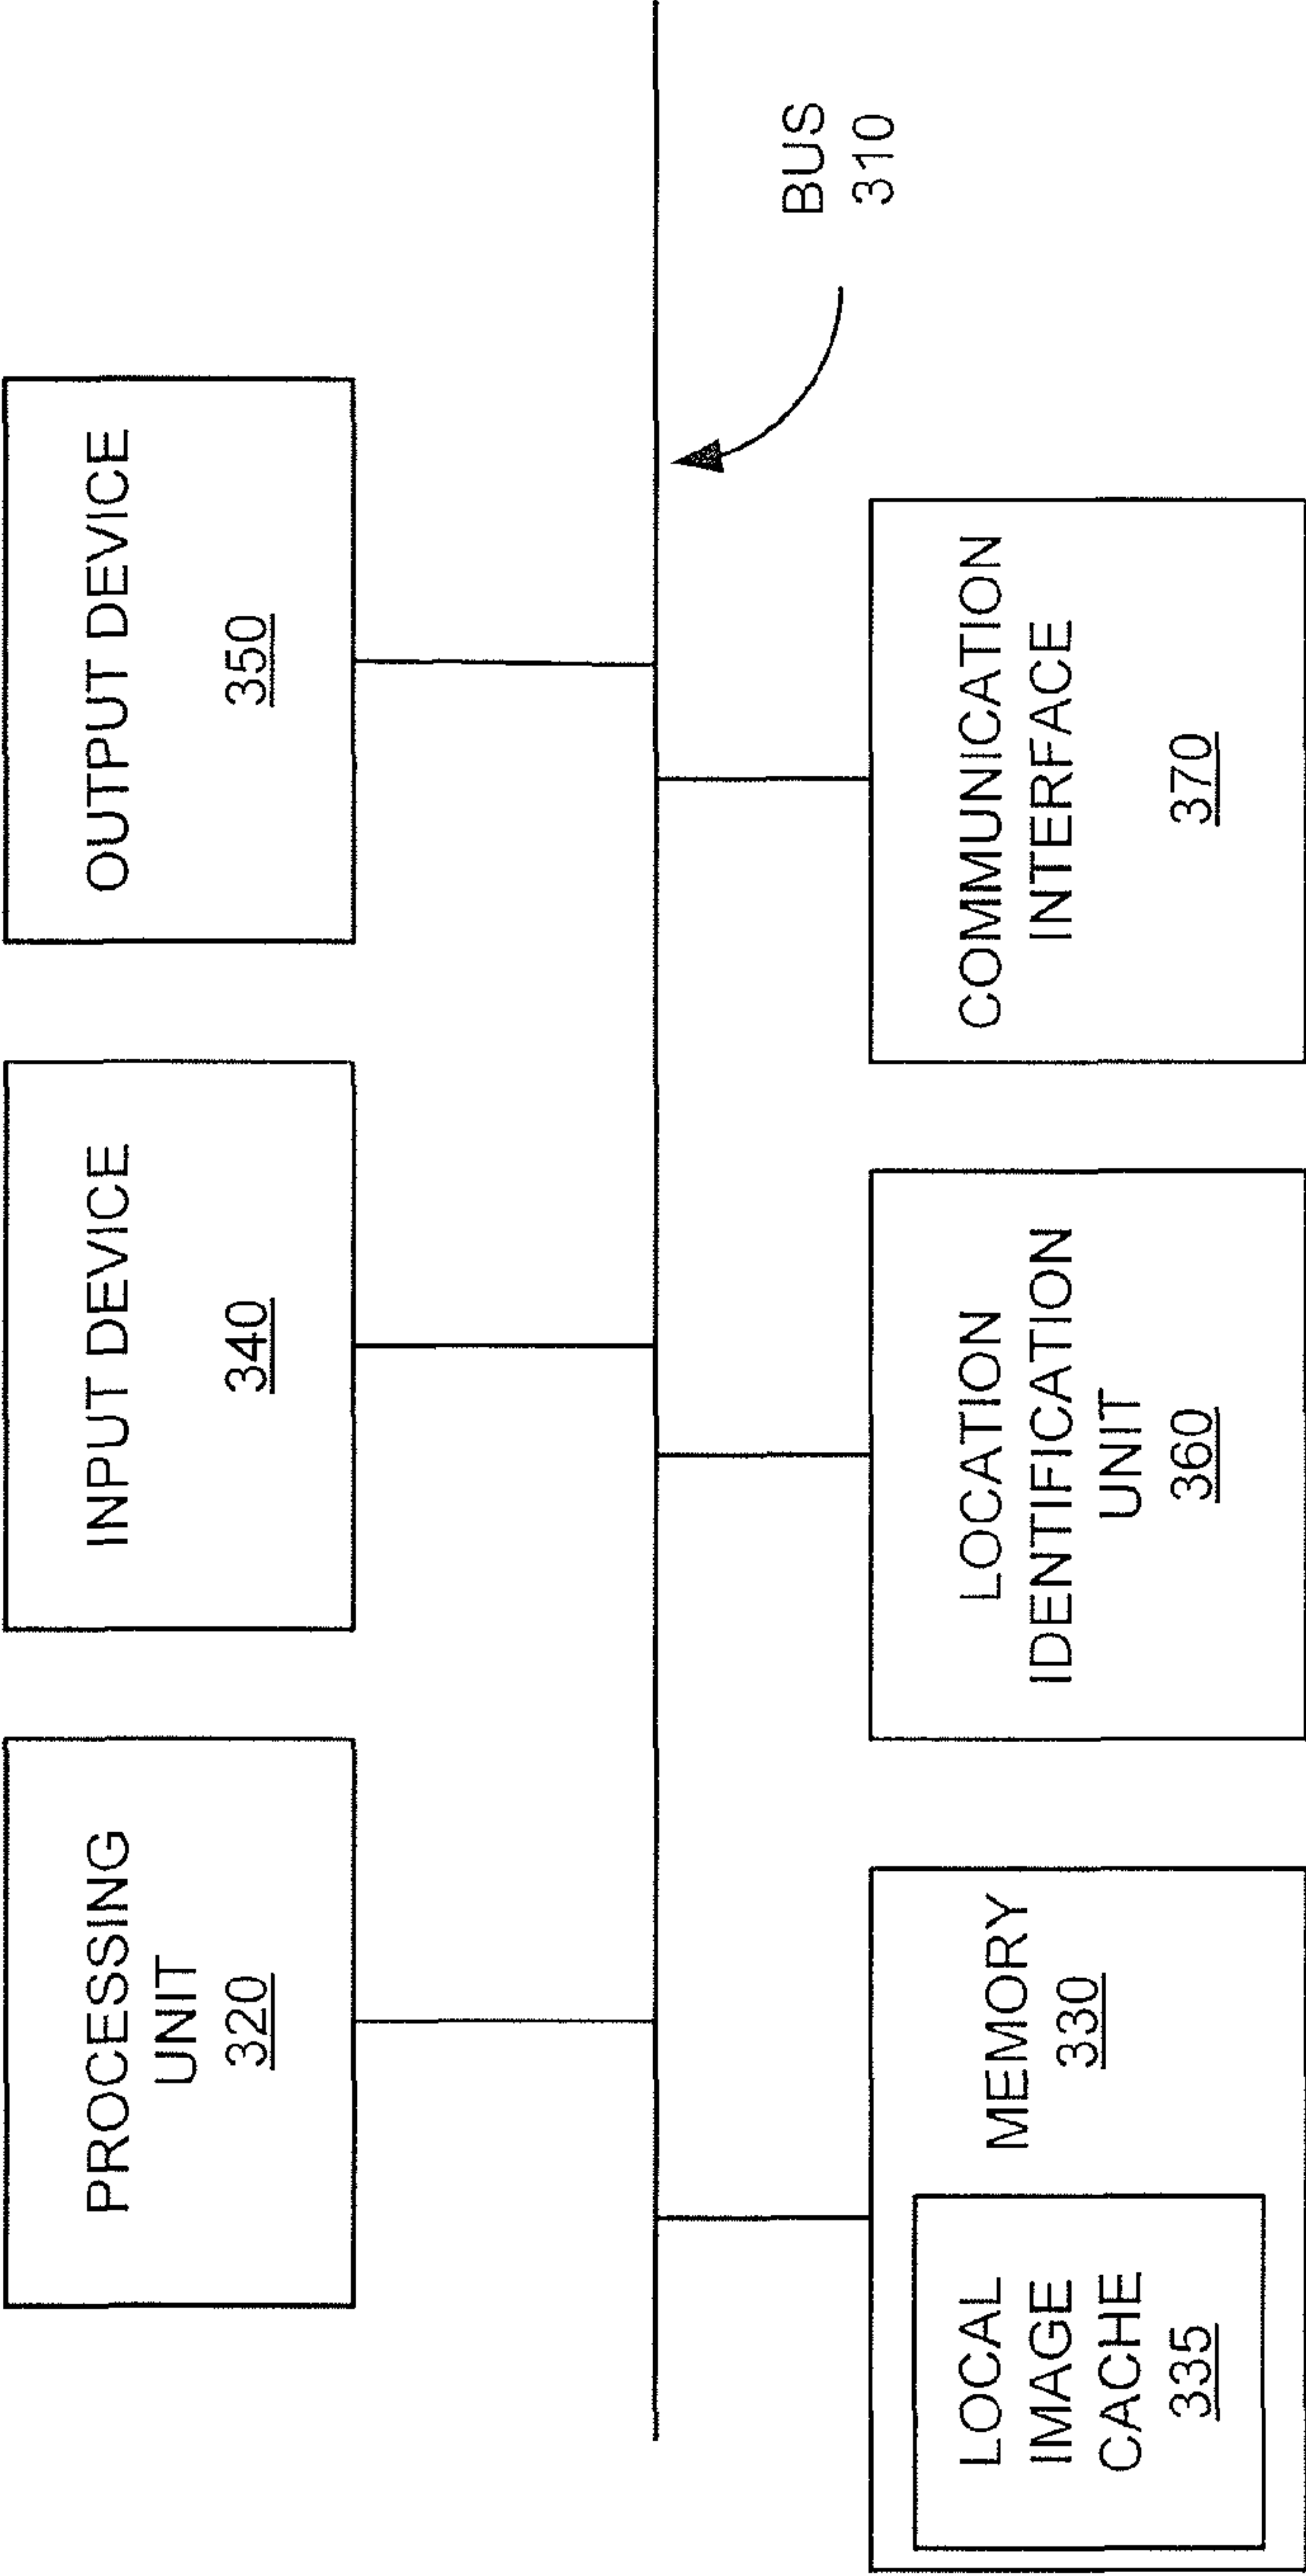 PROCESSING
UNIT
320
INPUT DEVICE
340
OUTPUT DEVICE
350
BUS
310
LOCAL
IMAGE
CACHE
335
MEMORY
330
LOCATION
IDENTIFICATION
UNIT
360
COMMUNICATION
INTERFACE
370